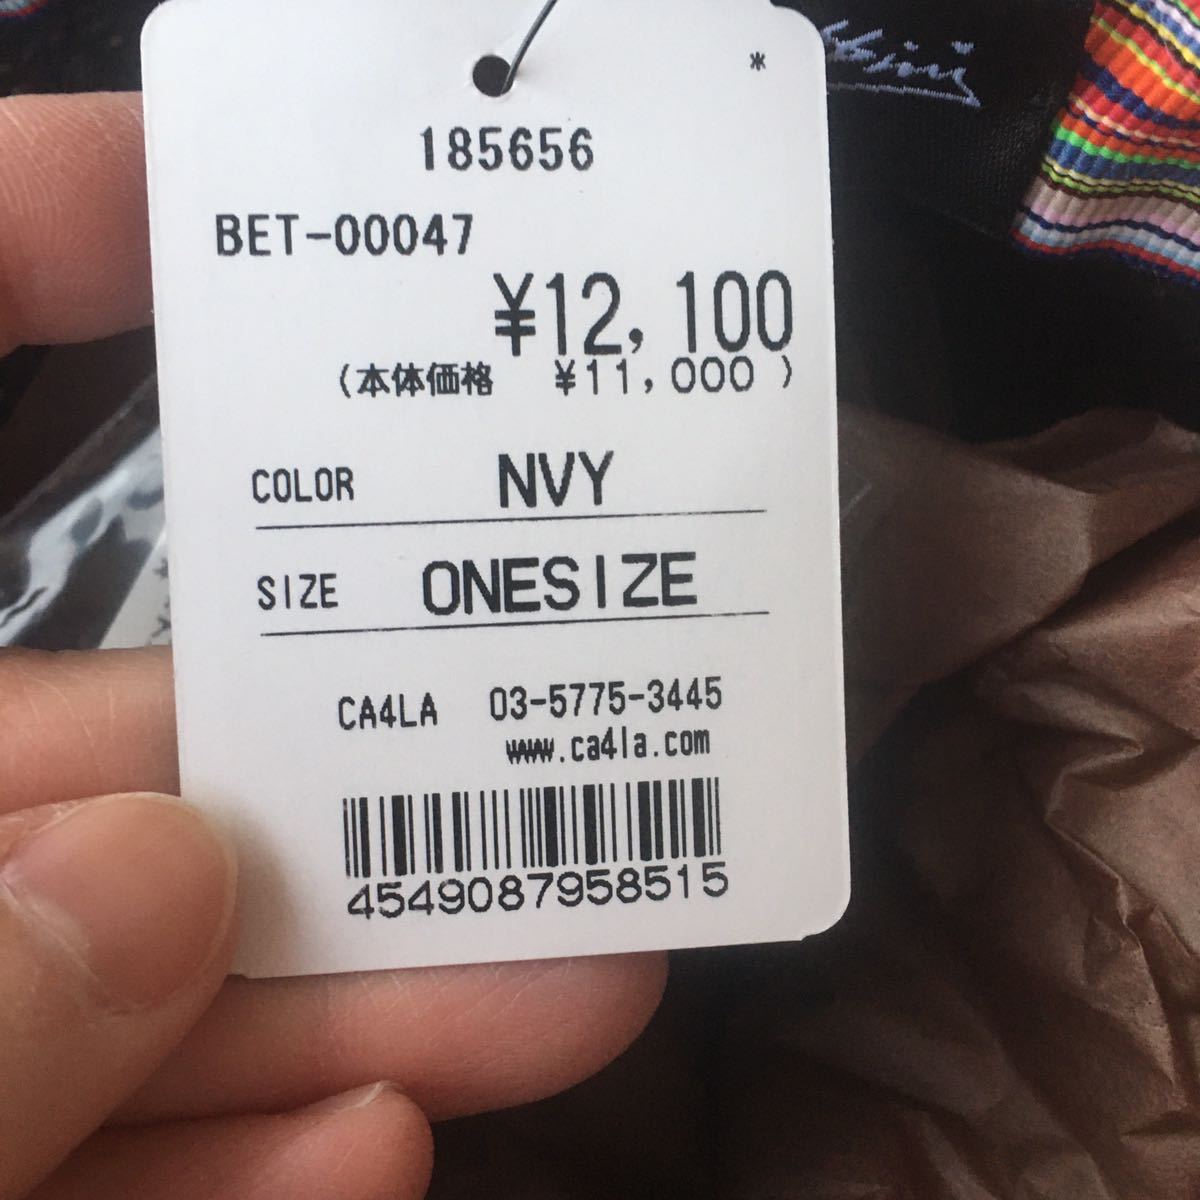 *
185656
BET-00047
¥12,100
(本体価格 ¥11,000 )
COLOR NVY
SIZE ONESIZE
CA4LA 03-5775-3445
www.ca4la.com
4549087958515